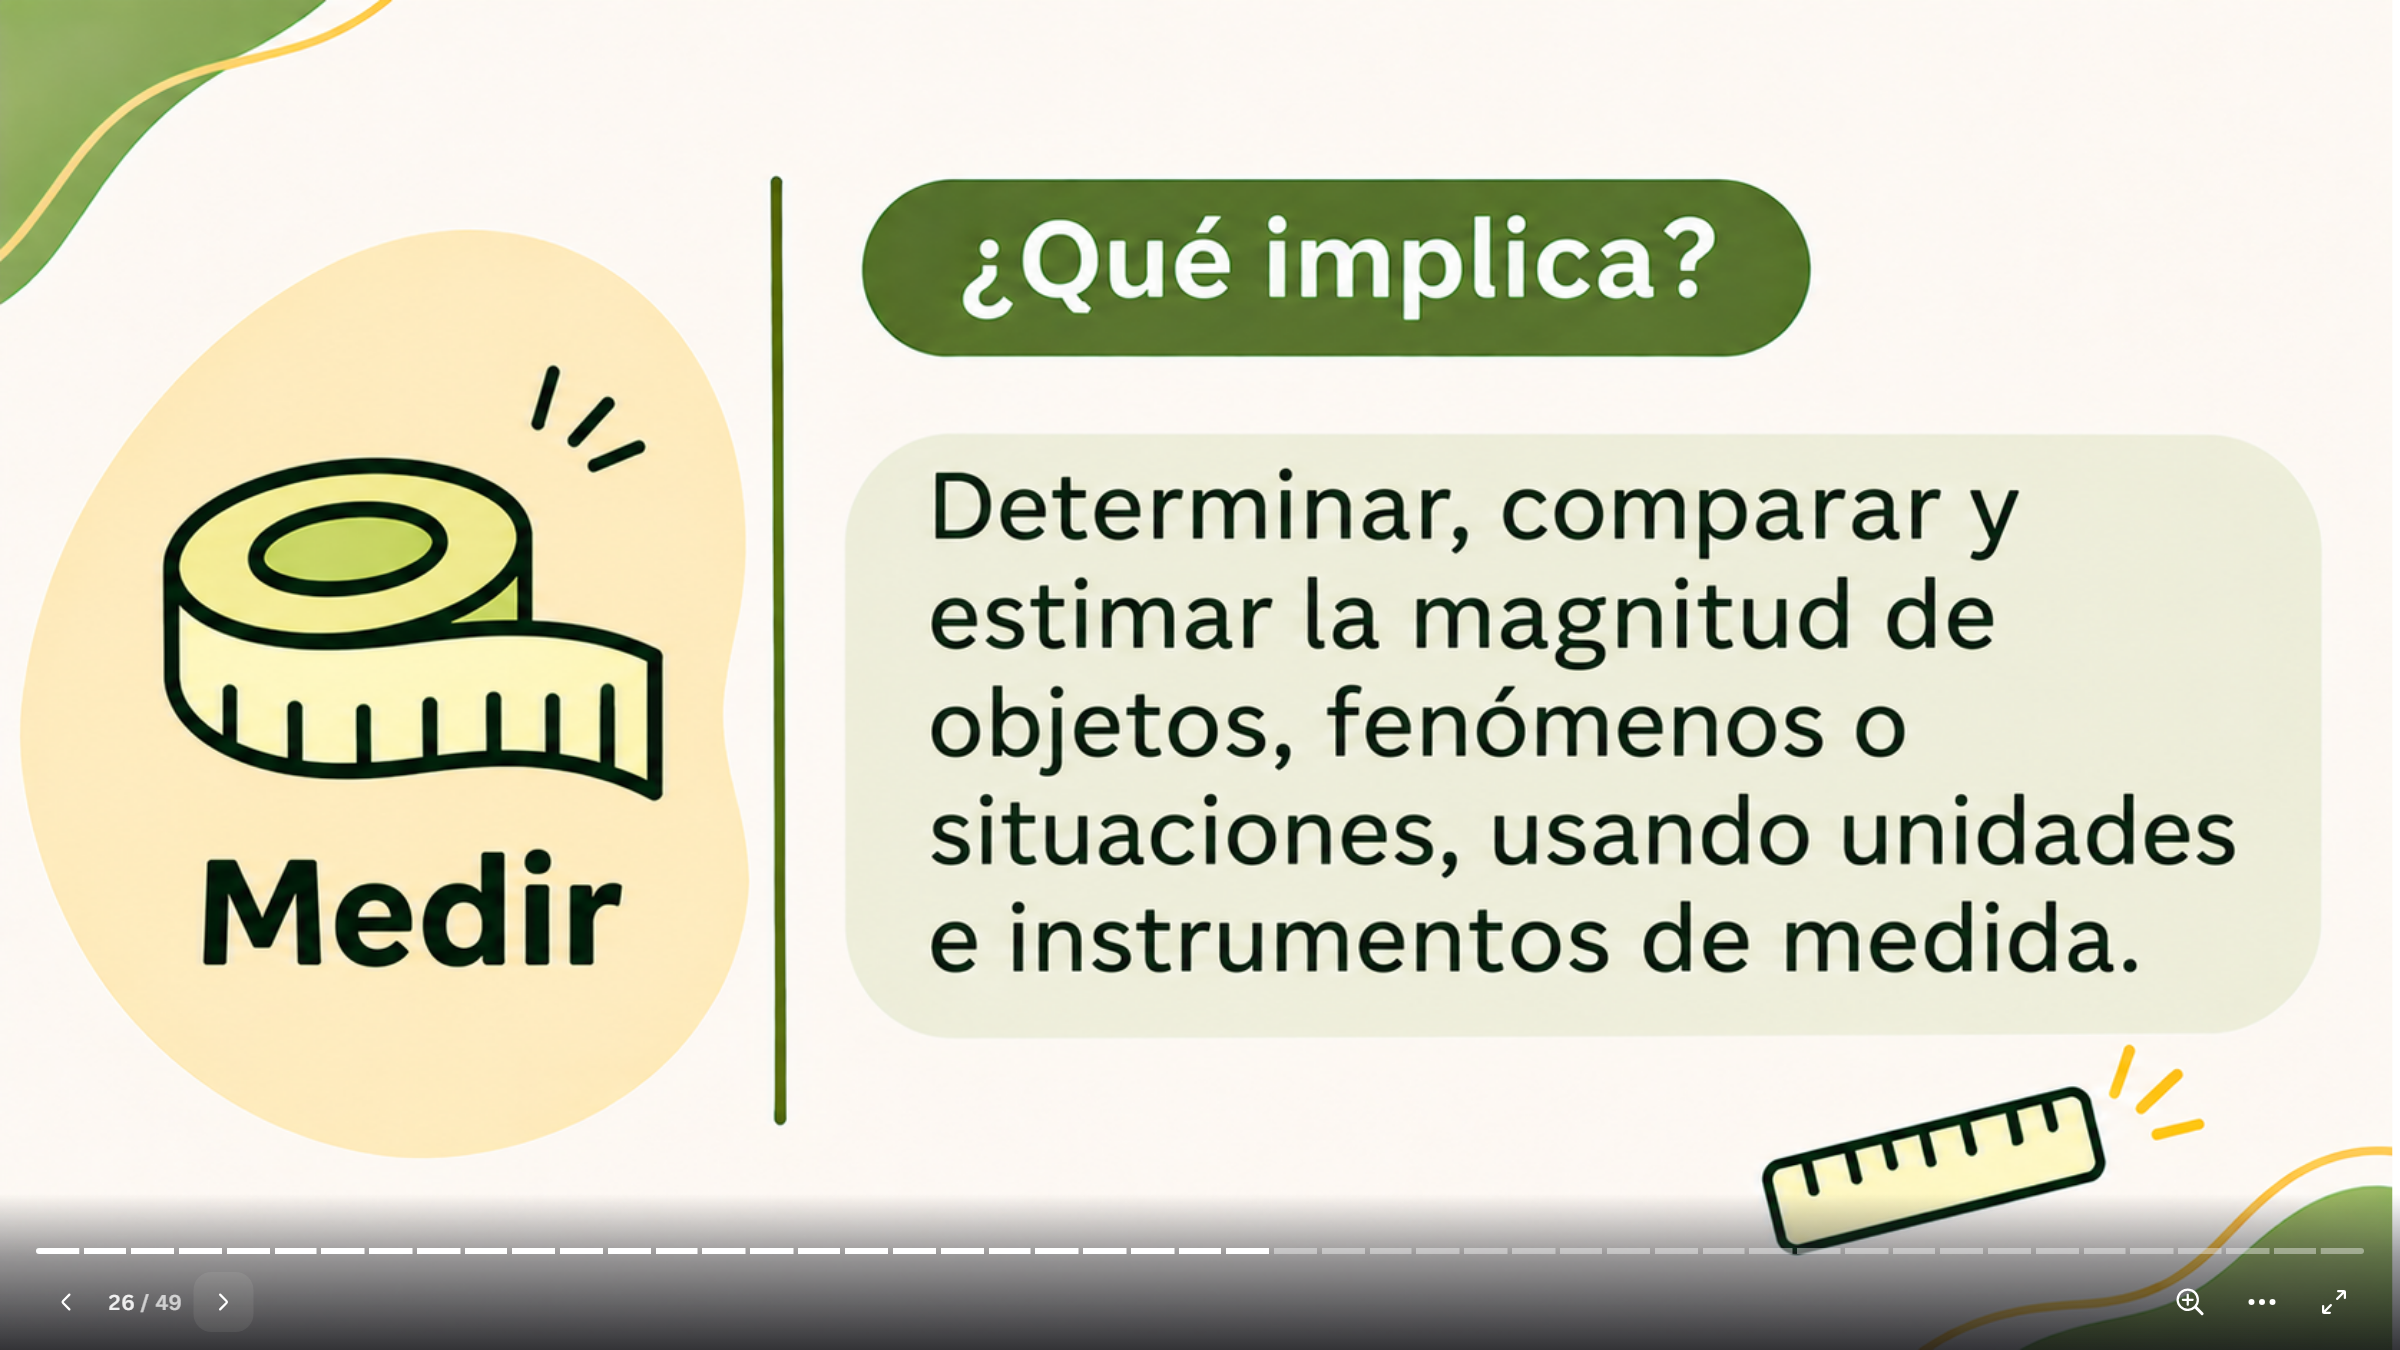 ¿Qué implica?
Determinar, comparar y
estimar la magnitud de
objetos, fenómenos o
situaciones, usando unidades
e instrumentos de medida.
Medir
26 / 49